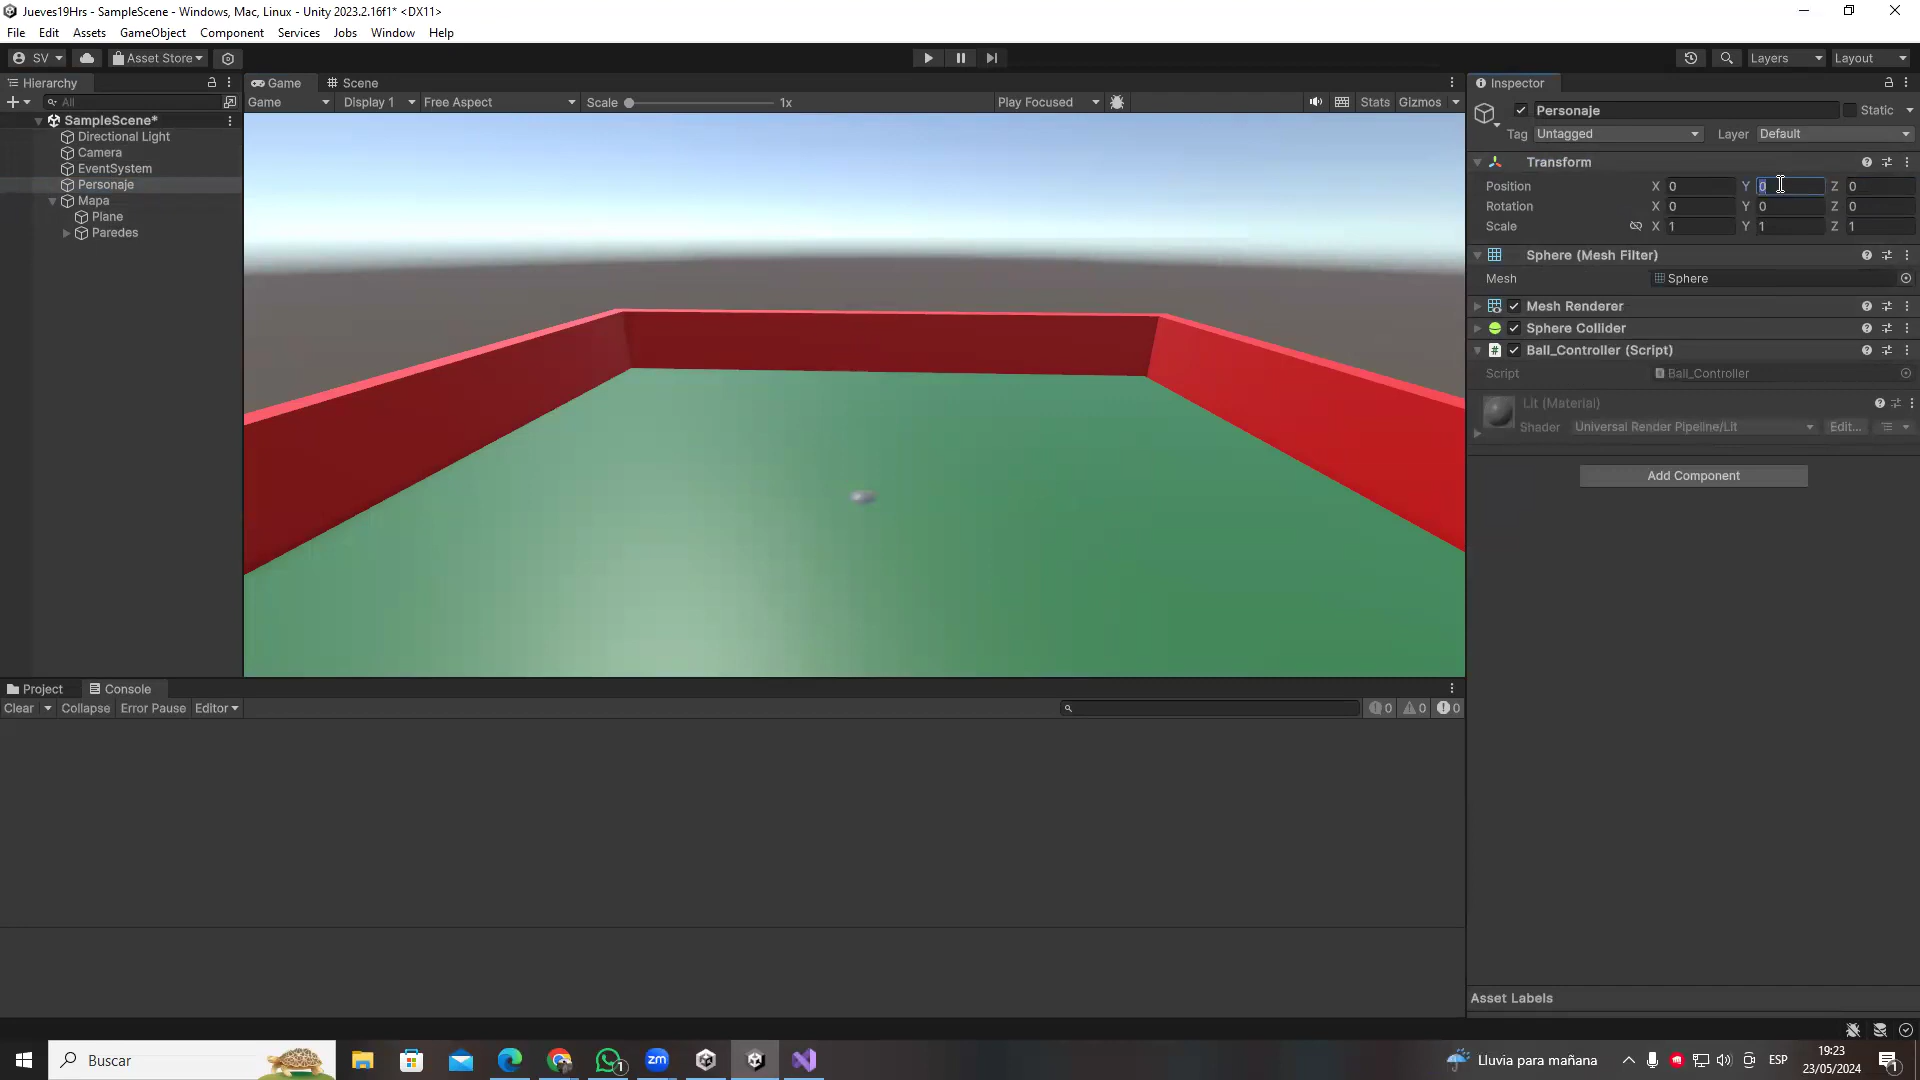 Jueves19Hrs - SampleScene - Windows, Mac, Linux - Unity 2023.2.16f1* <DX11>
File Edit Assets GameObject Component Services Jobs Window Help
SV Asset Store Layers Layout
Hierarchy Game Scene Inspector
All Game Display 1 Free Aspect Scale 1x Play Focused Stats Gizmos
Personaje Static
SampleScene*
Tag Untagged Layer Default
Directional Light
Camera
Transform
EventSystem
Personaje
Position X 0 Y 0 Z 0
Mapa
Rotation X 0 Y 0 Z 0
Plane
Scale X 1 Y 1 Z 1
Paredes
Sphere (Mesh Filter)
Mesh Sphere
Mesh Renderer
Sphere Collider
# Ball_Controller (Script)
Script Ball_Controller
Lit (Material)
Shader Universal Render Pipeline/Lit Edit...
Add Component
Project Console
Clear Collapse Error Pause Editor 0 0 0
Asset Labels
Buscar
1
zm
Lluvia para mañana
ESP
19:23
23/05/2024
1